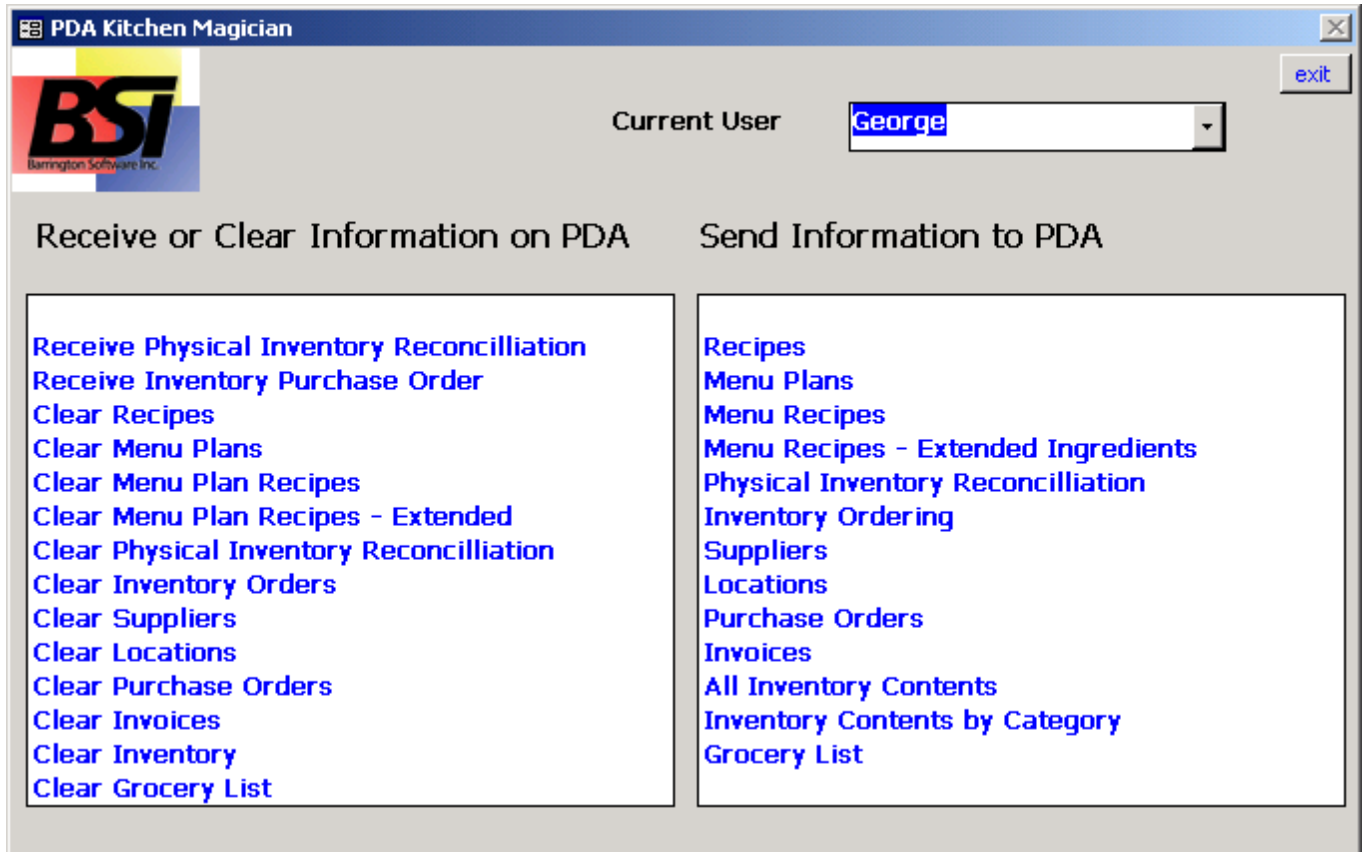 PDA Kitchen Magician
exit
BSi
Barrington Software Inc.
Current User George
Receive or Clear Information on PDA
Receive Physical Inventory Reconcilliation
Receive Inventory Purchase Order
Clear Recipes
Clear Menu Plans
Clear Menu Plan Recipes
Clear Menu Plan Recipes - Extended
Clear Physical Inventory Reconcilliation
Clear Inventory Orders
Clear Suppliers
Clear Locations
Clear Purchase Orders
Clear Invoices
Clear Inventory
Clear Grocery List
Send Information to PDA
Recipes
Menu Plans
Menu Recipes
Menu Recipes - Extended Ingredients
Physical Inventory Reconcilliation
Inventory Ordering
Suppliers
Locations
Purchase Orders
Invoices
All Inventory Contents
Inventory Contents by Category
Grocery List